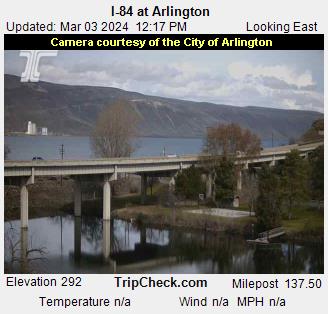 I-84 at Arlington
Updated: Mar 03 2024 12:17 PM Looking East
Camera courtesy of the City of Arlington
Elevation 292 TripCheck.com Milepost 137.50
Temperature n/a Wind n/a MPH n/a